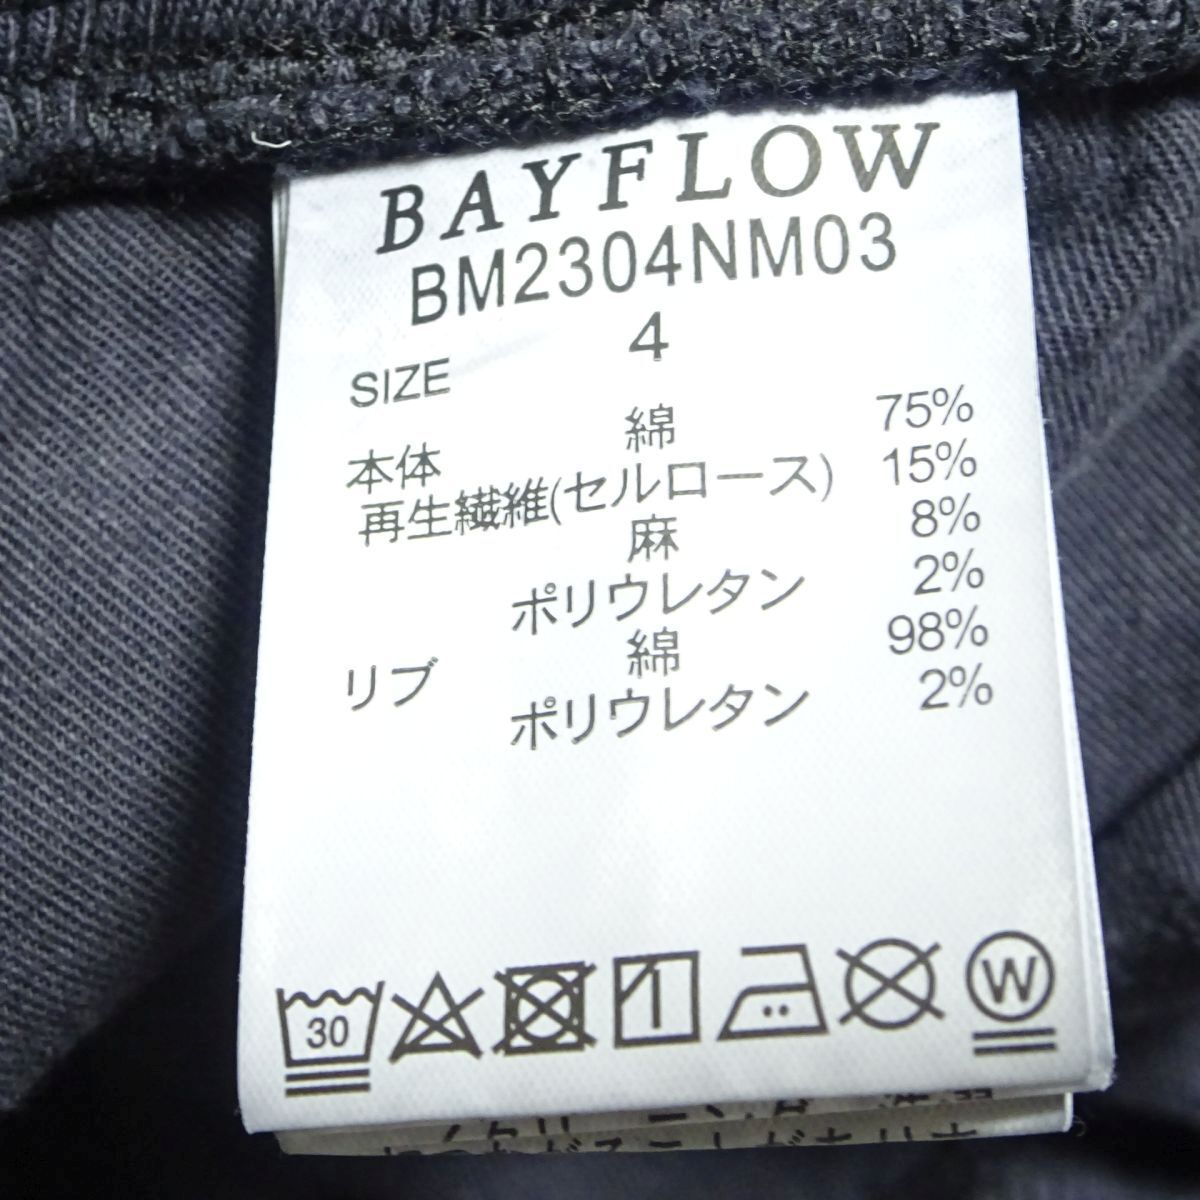 BAYFLOW
BM2304NM03
SIZE 4
本体 綿 75%
再生繊維(セルロース) 15%
麻 8%
ポリウレタン 2%
リブ 綿 98%
ポリウレタン 2%
30 W